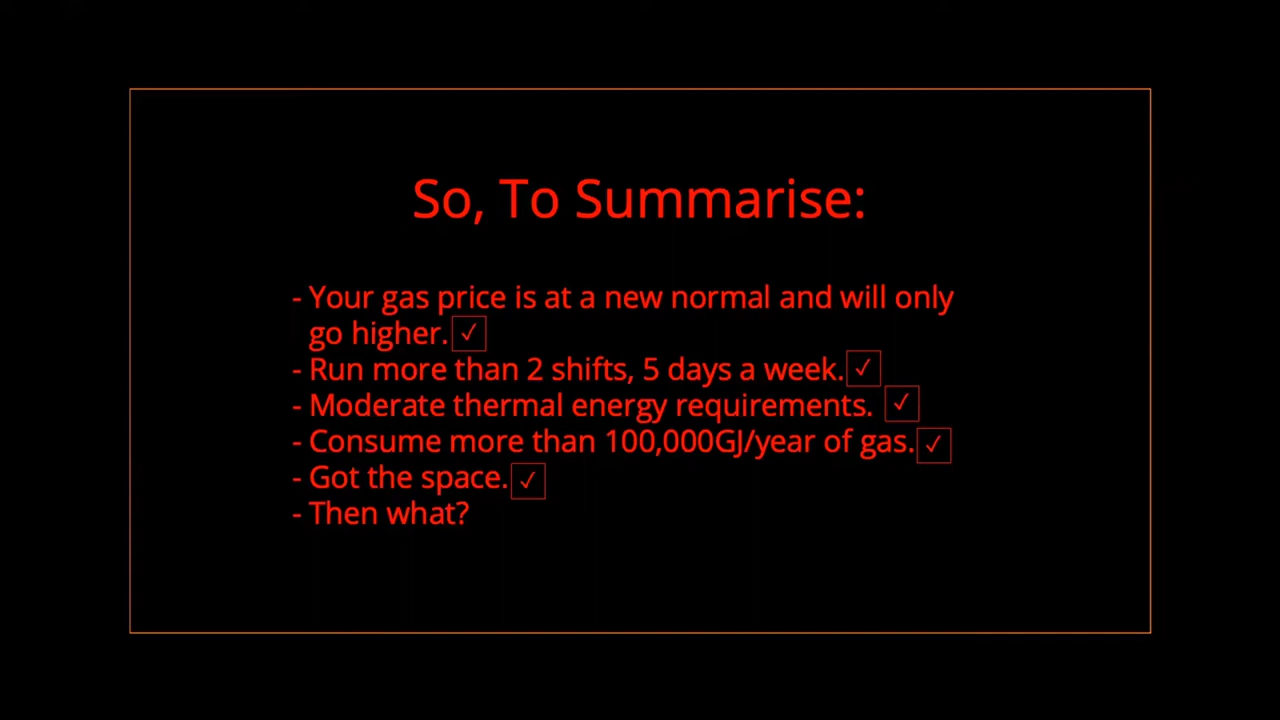 So, To Summarise:
- Your gas price is at a new normal and will only
go higher. ✓
- Run more than 2 shifts, 5 days a week. ✓
- Moderate thermal energy requirements. ✓
- Consume more than 100,000GJ/year of gas. ✓
- Got the space. ✓
- Then what?